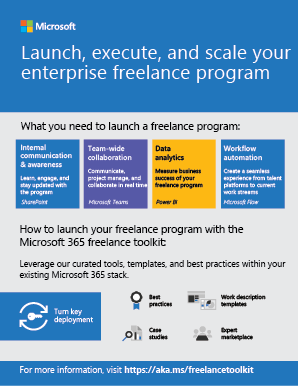 Microsoft
Launch, execute, and scale your
enterprise freelance program
What you need to launch a freelance program:
Internal
communication
& awareness
Learn, engage, and
stay updated with
the program
SharePoint
Team-wide
collaboration
Communicate,
project manage, and
collaborate in real time
Microsoft Teams
Data
analytics
Measure business
success of your
freelance program
Power BI
Workflow
automation
Create a seamless
experience from talent
platforms to current
work streams
Microsoft Flow
How to launch your freelance program with the
Microsoft 365 freelance toolkit:
Leverage our curated tools, templates, and best practices within your
existing Microsoft 365 stack.
Turn key
deployment
Best
practices
Work description
templates
Case
studies
Expert
marketplace
For more information, visit https://aka.ms/freelancetoolkit